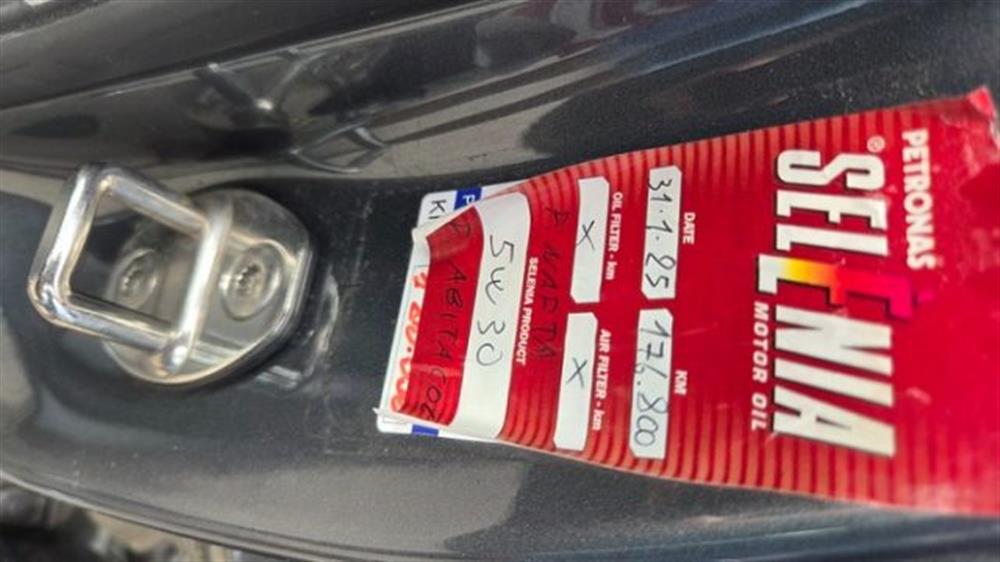 PETRONAS
SELENIA®
MOTOR OIL
DATE KM
31.1.25 176.800
OIL FILTER - km AIR FILTER - km
X X
SELENIA PRODUCT
5W30